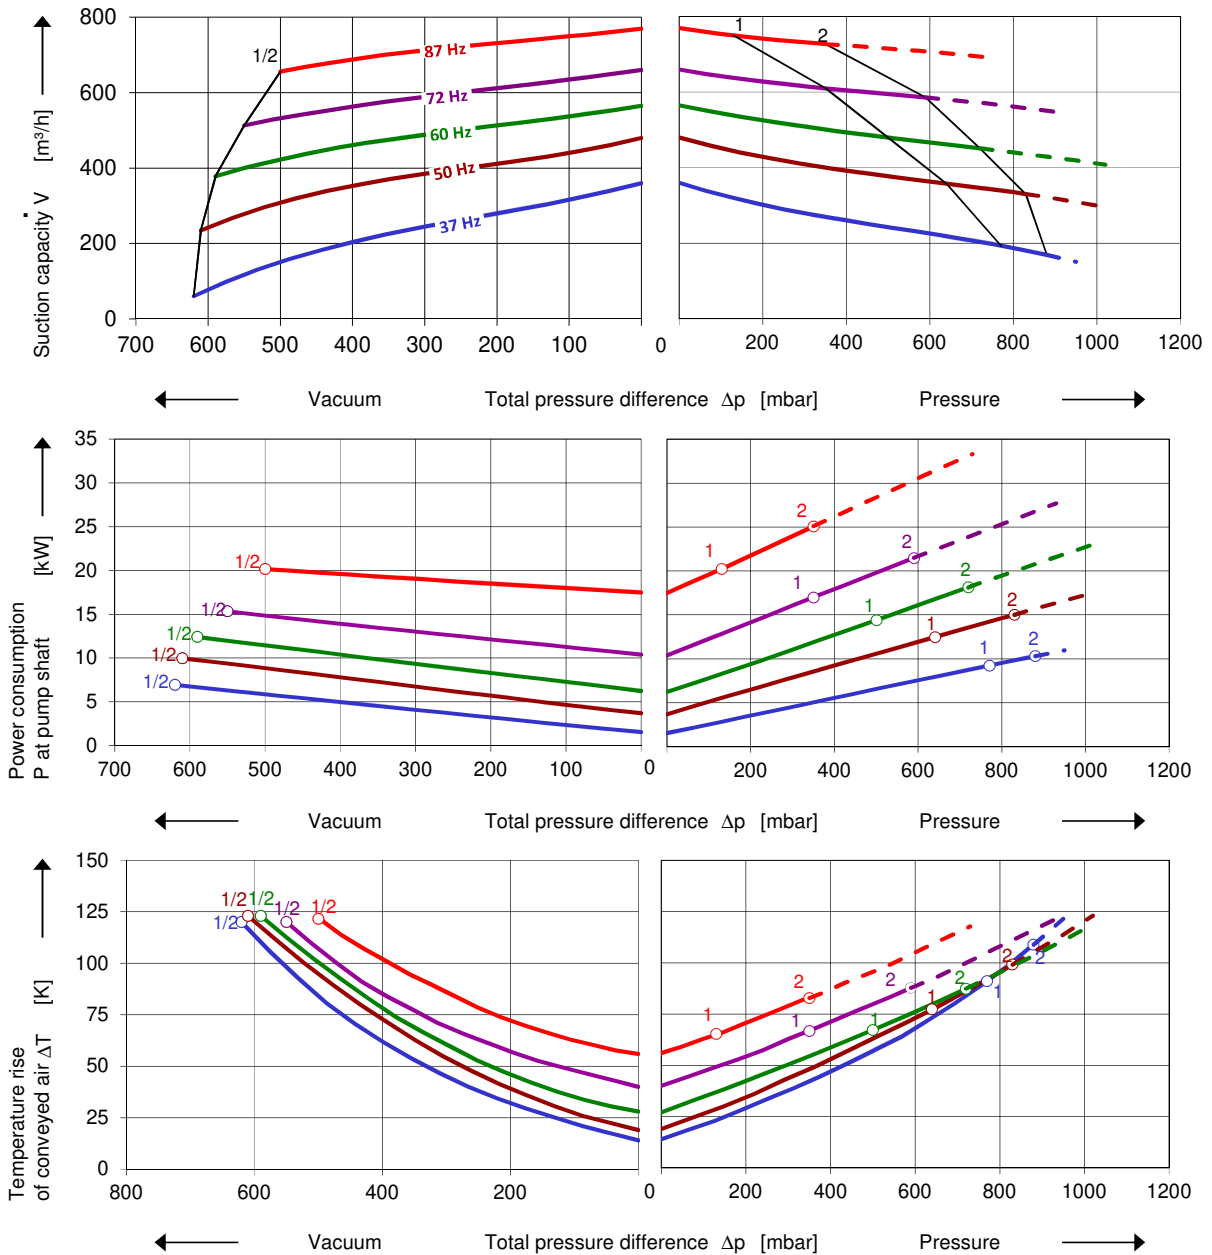 800
600
400
200
0
Suction capacity V̇ [m³/h]
1/2
87 Hz
72 Hz
60 Hz
50 Hz
37 Hz
1
2
700 600 500 400 300 200 100 0 200 400 600 800 1000 1200
Vacuum Total pressure difference Δp [mbar] Pressure
35
30
25
20
15
10
5
0
Power consumption
P at pump shaft [kW]
1/2
1/2
1/2
1/2
1/2
1 2
1 2
1 2
1 2
1 2
700 600 500 400 300 200 100 0 200 400 600 800 1000 1200
Vacuum Total pressure difference Δp [mbar] Pressure
150
125
100
75
50
25
0
Temperature rise
of conveyed air ΔT [K]
1/2 1/2 1/2 1/2 1/2
1 2
1 2
1 2
1 2
1 2
800 600 400 200 0 200 400 600 800 1000 1200
Vacuum Total pressure difference Δp [mbar] Pressure